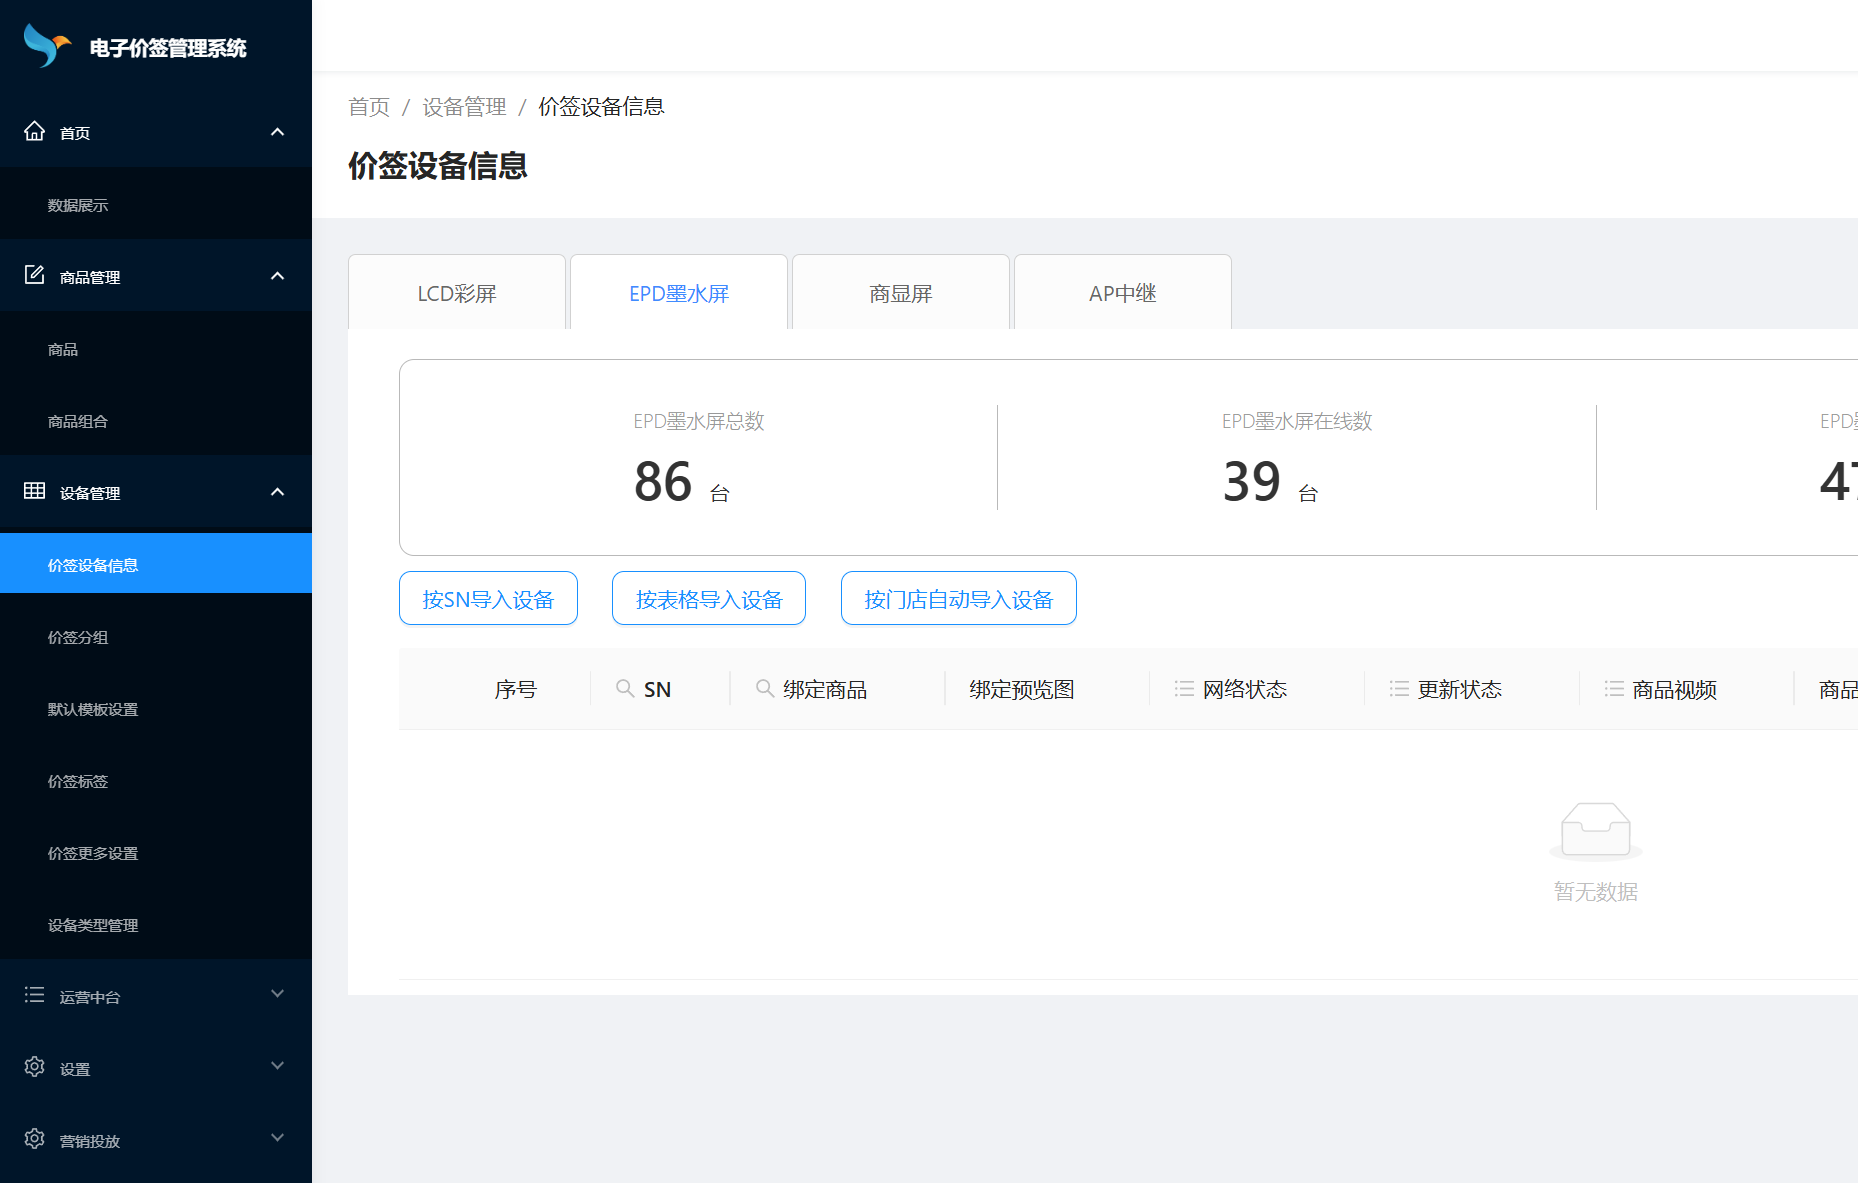 电子价签管理系统
首页
数据展示
商品管理
商品
商品组合
设备管理
价签设备信息
价签分组
默认模板设置
价签标签
价签更多设置
设备类型管理
运营中台
设置
营销投放
首页 / 设备管理 / 价签设备信息
价签设备信息
LCD彩屏 EPD墨水屏 商显屏 AP中继
EPD墨水屏总数 EPD墨水屏在线数 EPD
86 台 39 台 47
按SN导入设备 按表格导入设备 按门店自动导入设备
序号 SN 绑定商品 绑定预览图 网络状态 更新状态 商品视频 商品
暂无数据